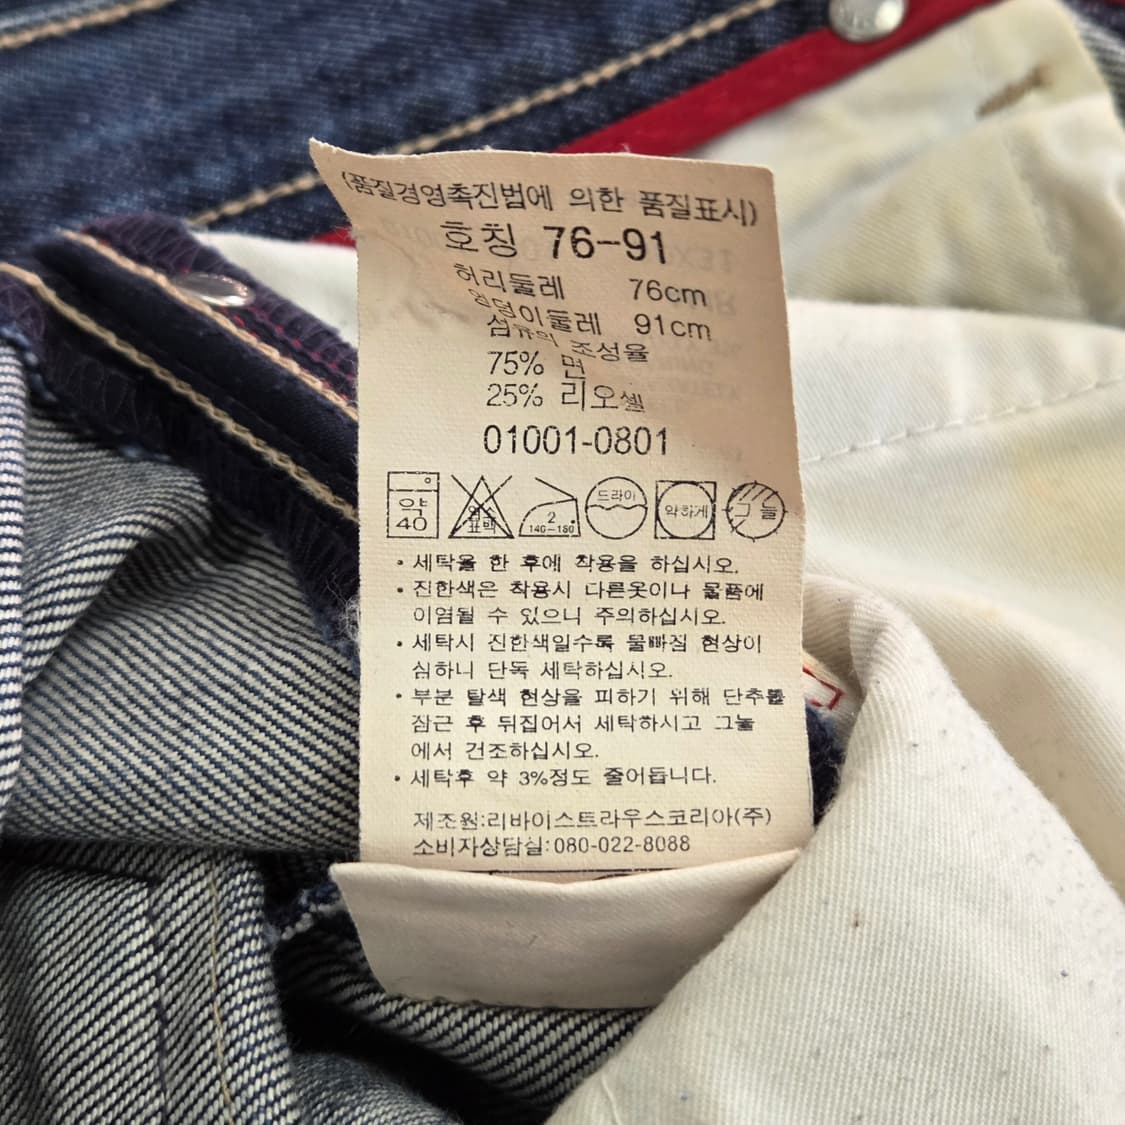 (품질경영촉진법에 의한 품질표시)
호칭 76-91
허리둘레 76cm
엉덩이둘레 91cm
섬유의 조성율
75% 면
25% 리오셀
01001-0801
약 40
염소 표백
2 140~160
드라이
약하게
그늘
• 세탁을 한 후에 착용을 하십시오.
• 진한색은 착용시 다른옷이나 물품에
이염될 수 있으니 주의하십시오.
• 세탁시 진한색일수록 물빠짐 현상이
심하니 단독 세탁하십시오.
• 부분 탈색 현상을 피하기 위해 단추를
잠근 후 뒤집어서 세탁하시고 그늘
에서 건조하십시오.
• 세탁후 약 3%정도 줄어듭니다.
제조원:리바이스트라우스코리아(주)
소비자상담실:080-022-8088